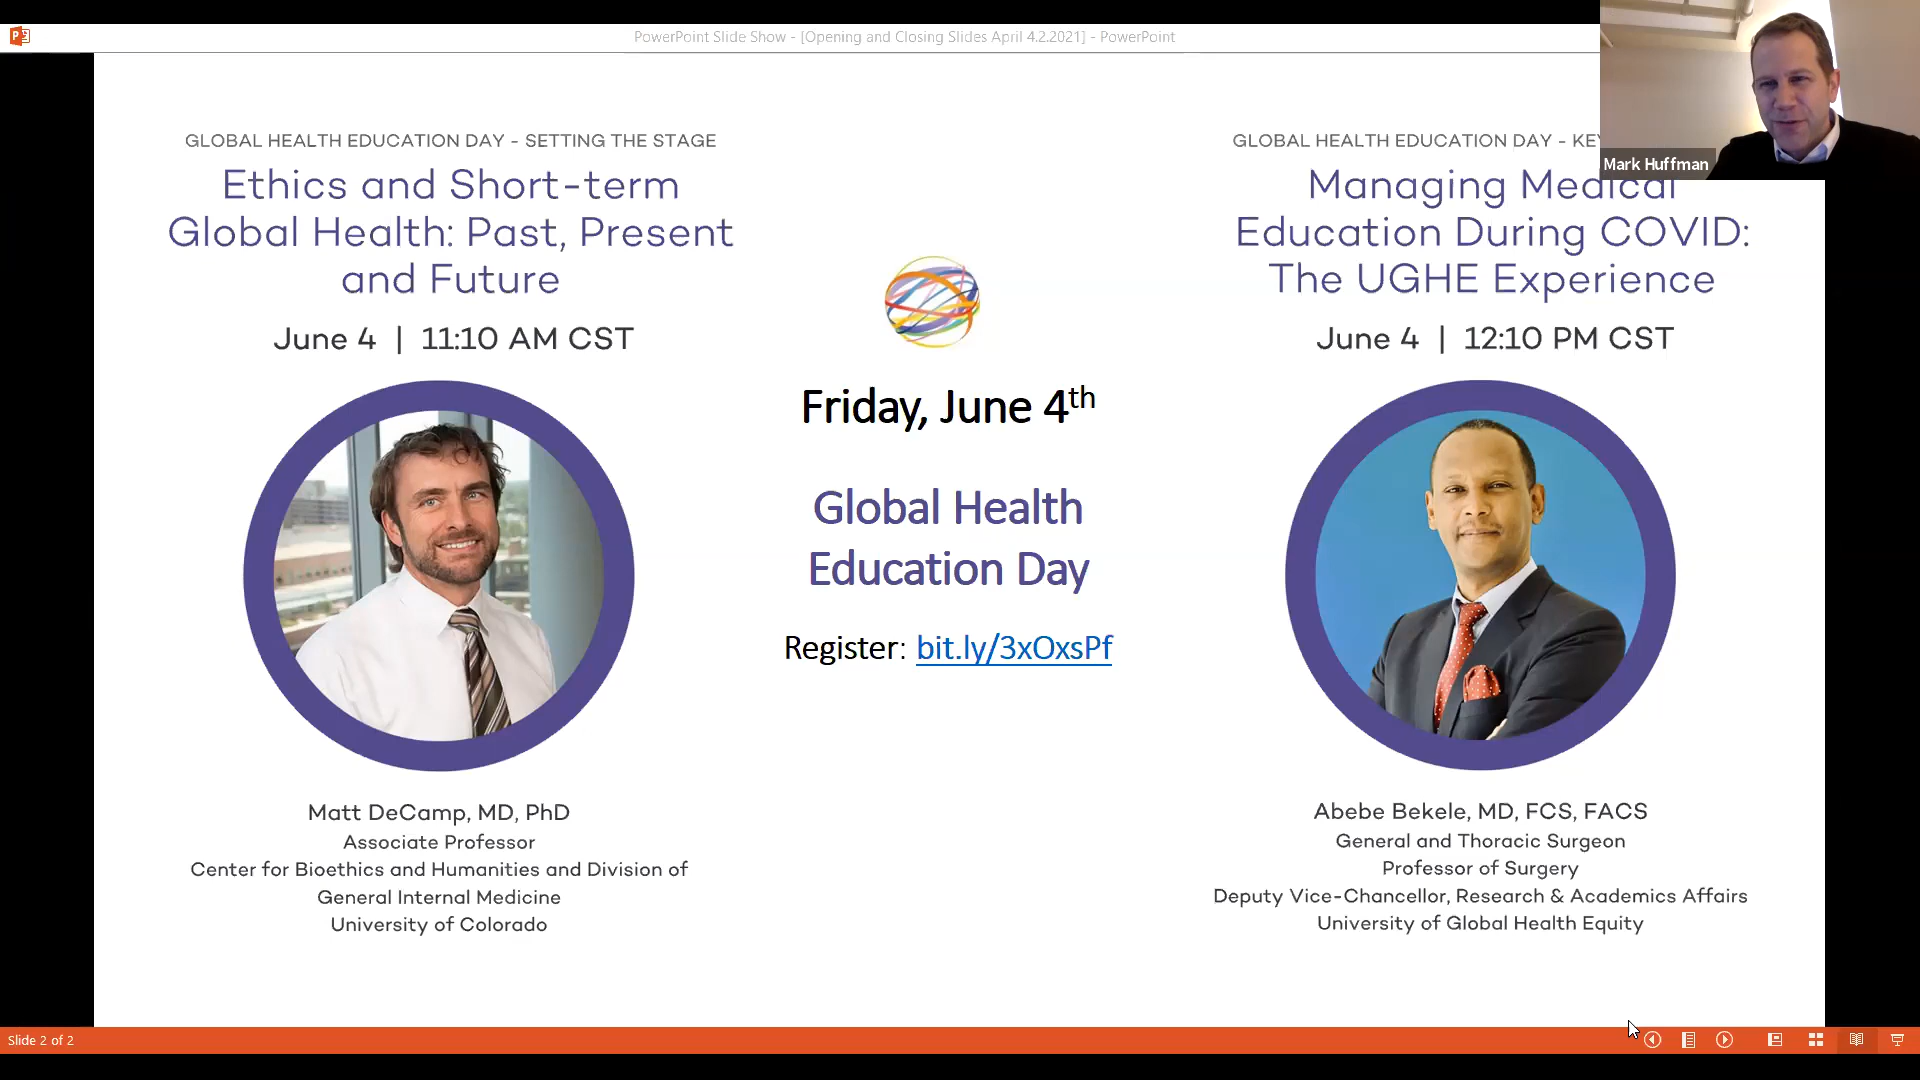 PowerPoint Slide Show - [Opening and Closing Slides April 4.2.2021] - PowerPoint
Mark Huffman
GLOBAL HEALTH EDUCATION DAY - SETTING THE STAGE
Ethics and Short-term
Global Health: Past, Present
and Future
June 4 | 11:10 AM CST
Matt DeCamp, MD, PhD
Associate Professor
Center for Bioethics and Humanities and Division of
General Internal Medicine
University of Colorado
Friday, June 4th
Global Health
Education Day
Register: bit.ly/3xOxsPf
GLOBAL HEALTH EDUCATION DAY -
Managing Medical
Education During COVID:
The UGHE Experience
June 4 | 12:10 PM CST
Abebe Bekele, MD, FCS, FACS
General and Thoracic Surgeon
Professor of Surgery
Deputy Vice-Chancellor, Research & Academics Affairs
University of Global Health Equity
Slide 2 of 2